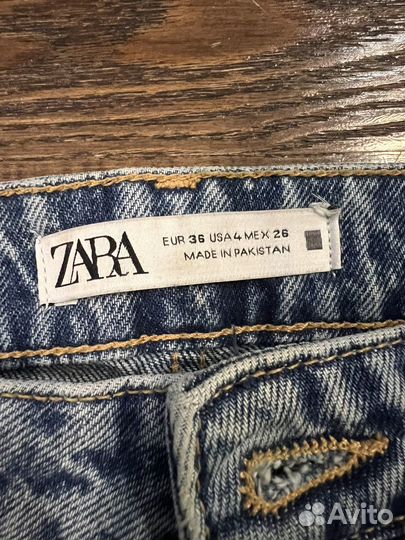 ZARA
EUR 36 USA 4 MEX 26
MADE IN PAKISTAN
Avito